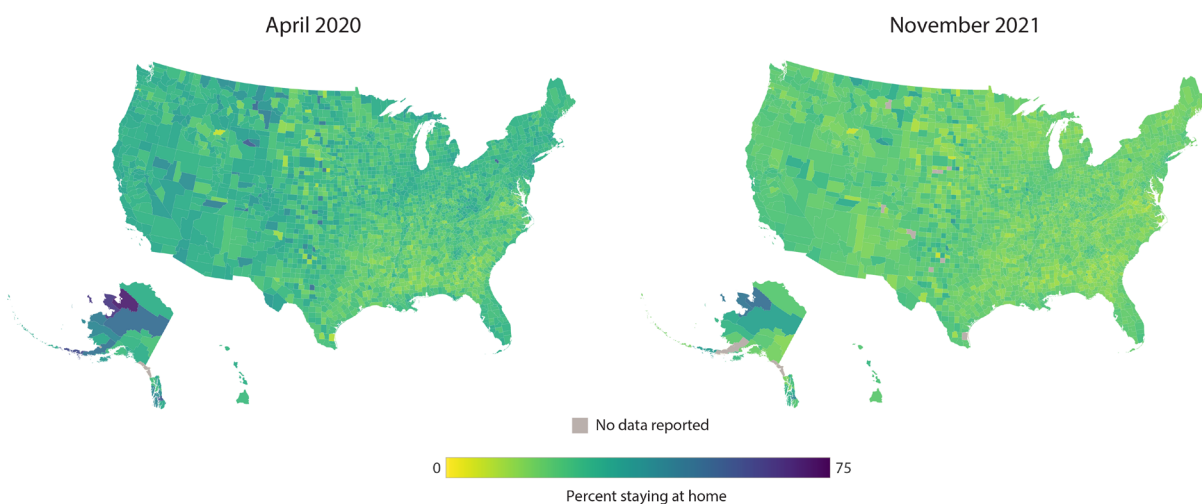 April 2020
November 2021
No data reported
0
75
Percent staying at home